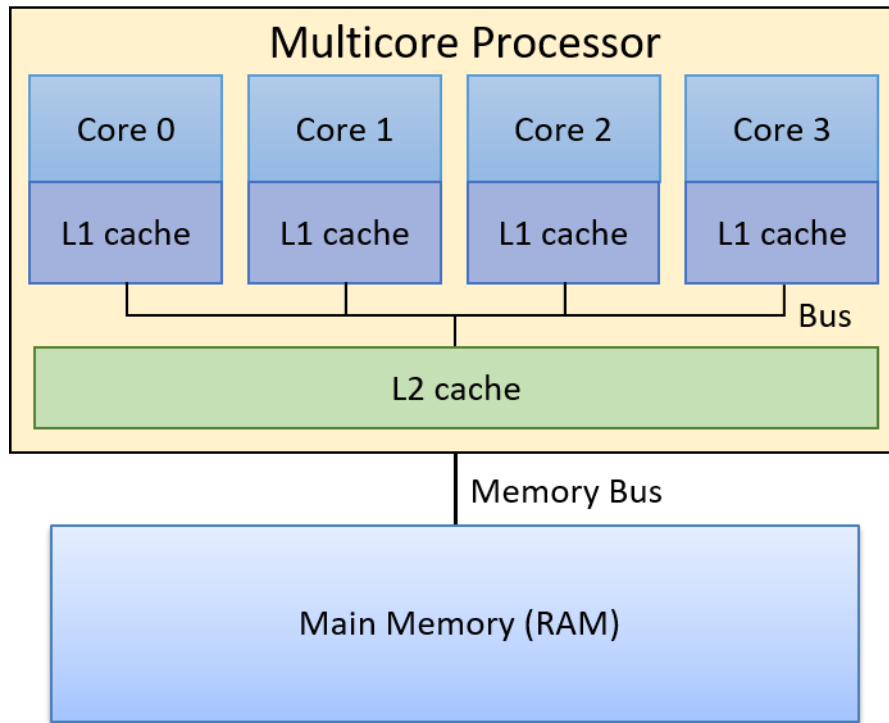 Multicore Processor
Core 0
Core 1
Core 2
Core 3
L1 cache
L1 cache
L1 cache
L1 cache
Bus
L2 cache
Memory Bus
Main Memory (RAM)